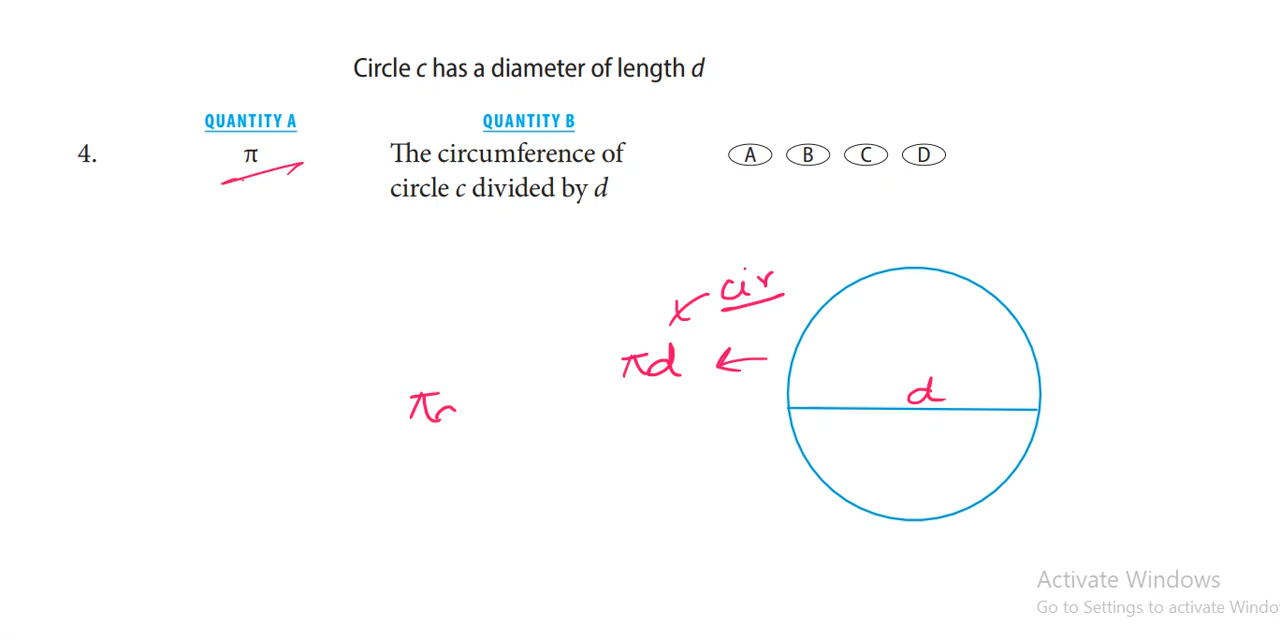 Circle c has a diameter of length d
QUANTITY A QUANTITY B
4. π The circumference of A B C D
circle c divided by d
cir
πd ←
d
πr
Activate Windows
Go to Settings to activate Windo